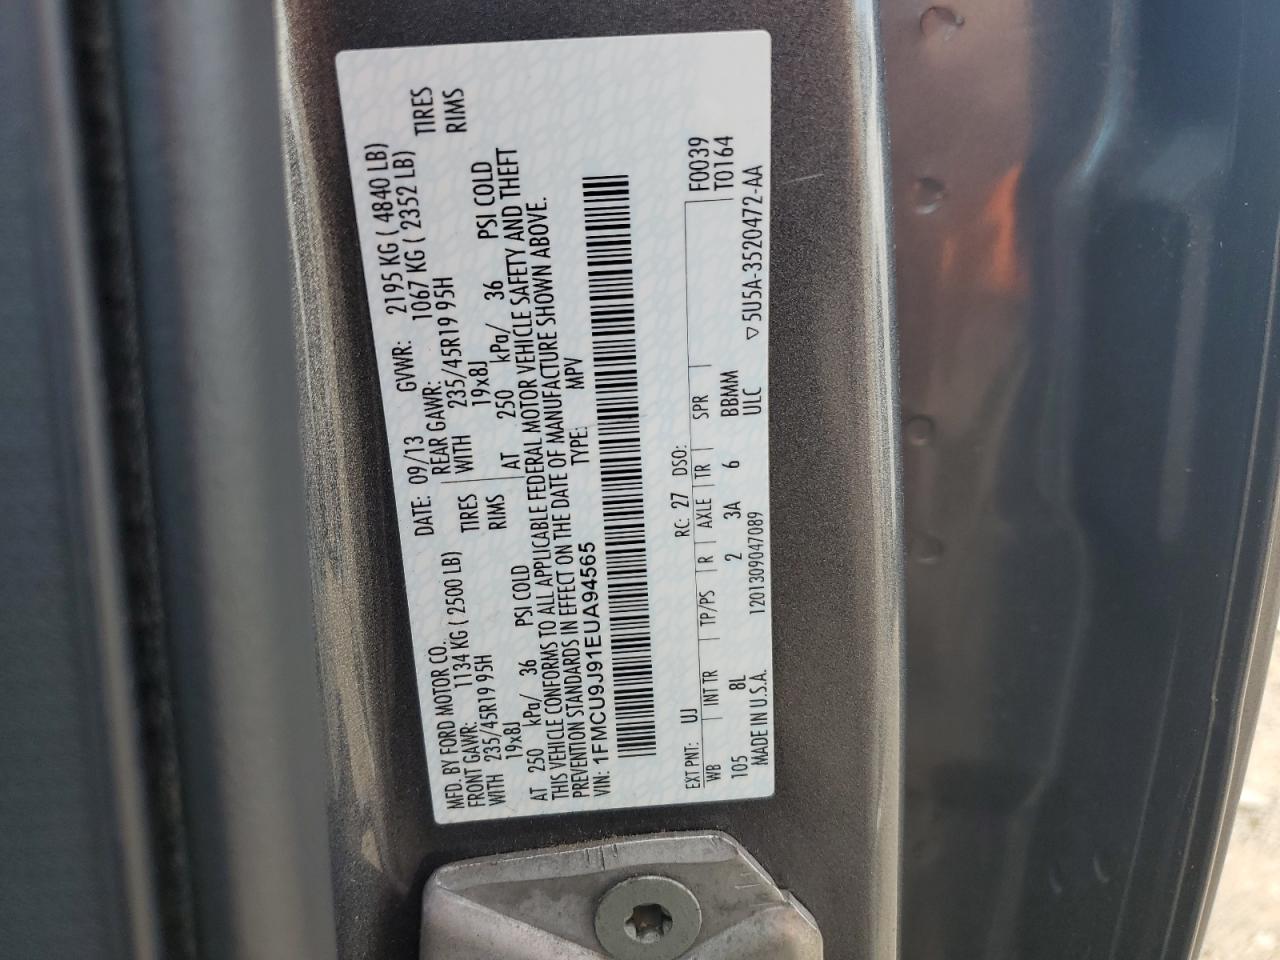 MFD. BY FORD MOTOR CO. DATE: 09/13 GVWR: 2195 KG ( 4840 LB)
FRONT GAWR: 1134 KG ( 2500 LB) REAR GAWR: 1067 KG ( 2352 LB)
WITH 235/45R19 95H TIRES WITH 235/45R19 95H TIRES
19x8J RIMS 19x8J RIMS
AT 250 kPa/ 36 PSI COLD AT 250 kPa/ 36 PSI COLD
THIS VEHICLE CONFORMS TO ALL APPLICABLE FEDERAL MOTOR VEHICLE SAFETY AND THEFT
PREVENTION STANDARDS IN EFFECT ON THE DATE OF MANUFACTURE SHOWN ABOVE.
VIN: 1FMCU9J91EUA94565 TYPE: MPV
EXT PNT: UJ RC: 27 DSO: F0039
WB INT TR TP/PS R AXLE TR SPR T0164
105 8L 2 3A 6 BBMM
MADE IN U.S.A. 1201309047089 ULC ▽5U5A-3520472-AA